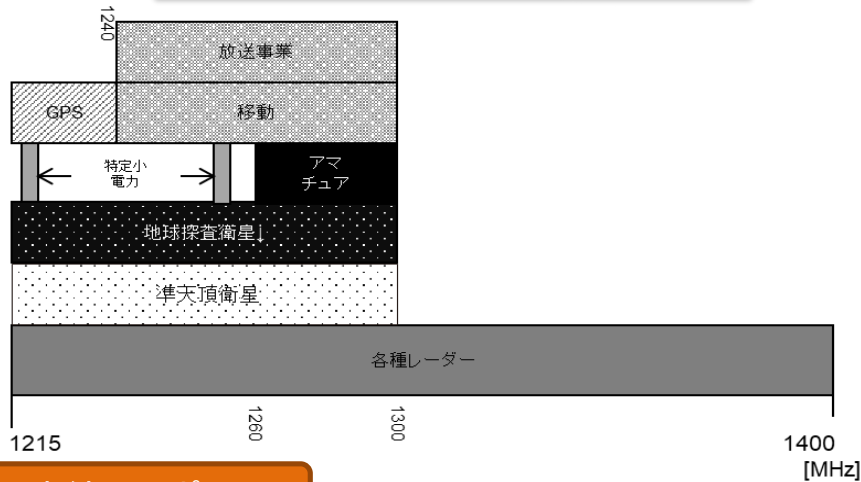 1240
放送事業
GPS
移動
特定小
電力
アマ
チュア
地球探査衛星↓
準天頂衛星
各種レーダー
1215
1260
1300
1400
[MHz]